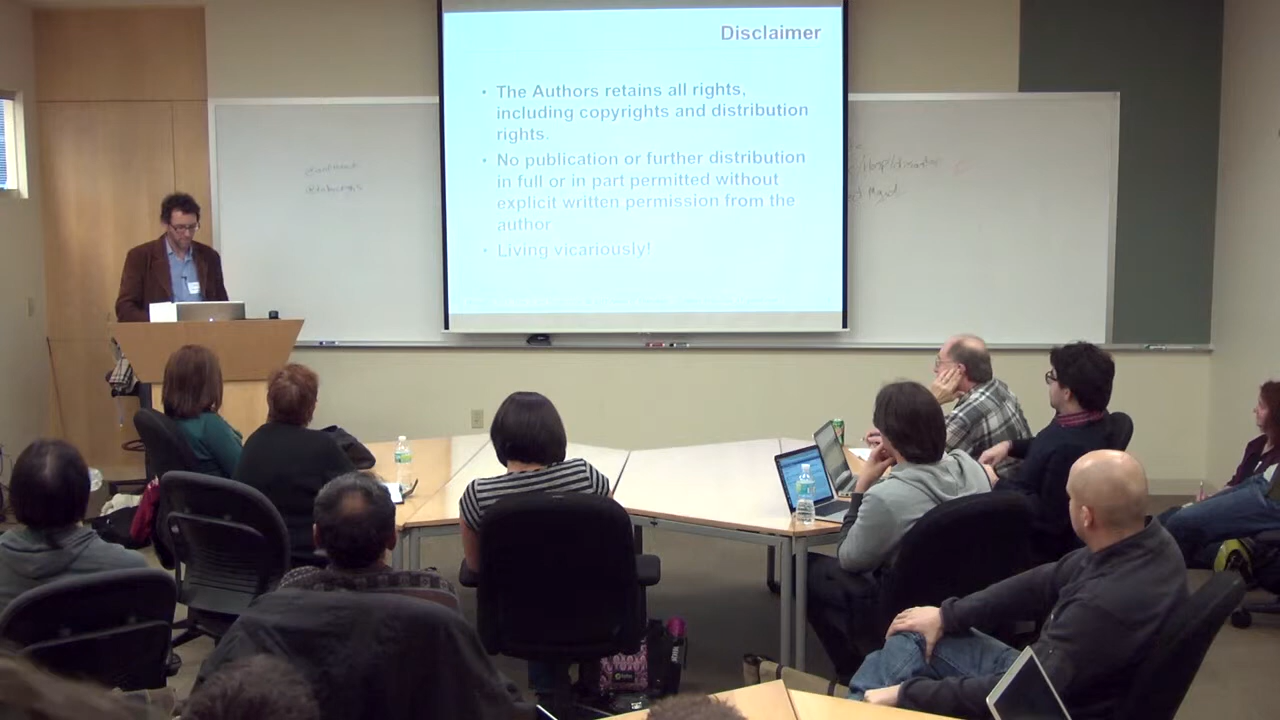 Disclaimer
• The Authors retains all rights,
including copyrights and distribution
rights.
• No publication or further distribution
in full or in part permitted without
explicit written permission from the
author
• Living vicariously!